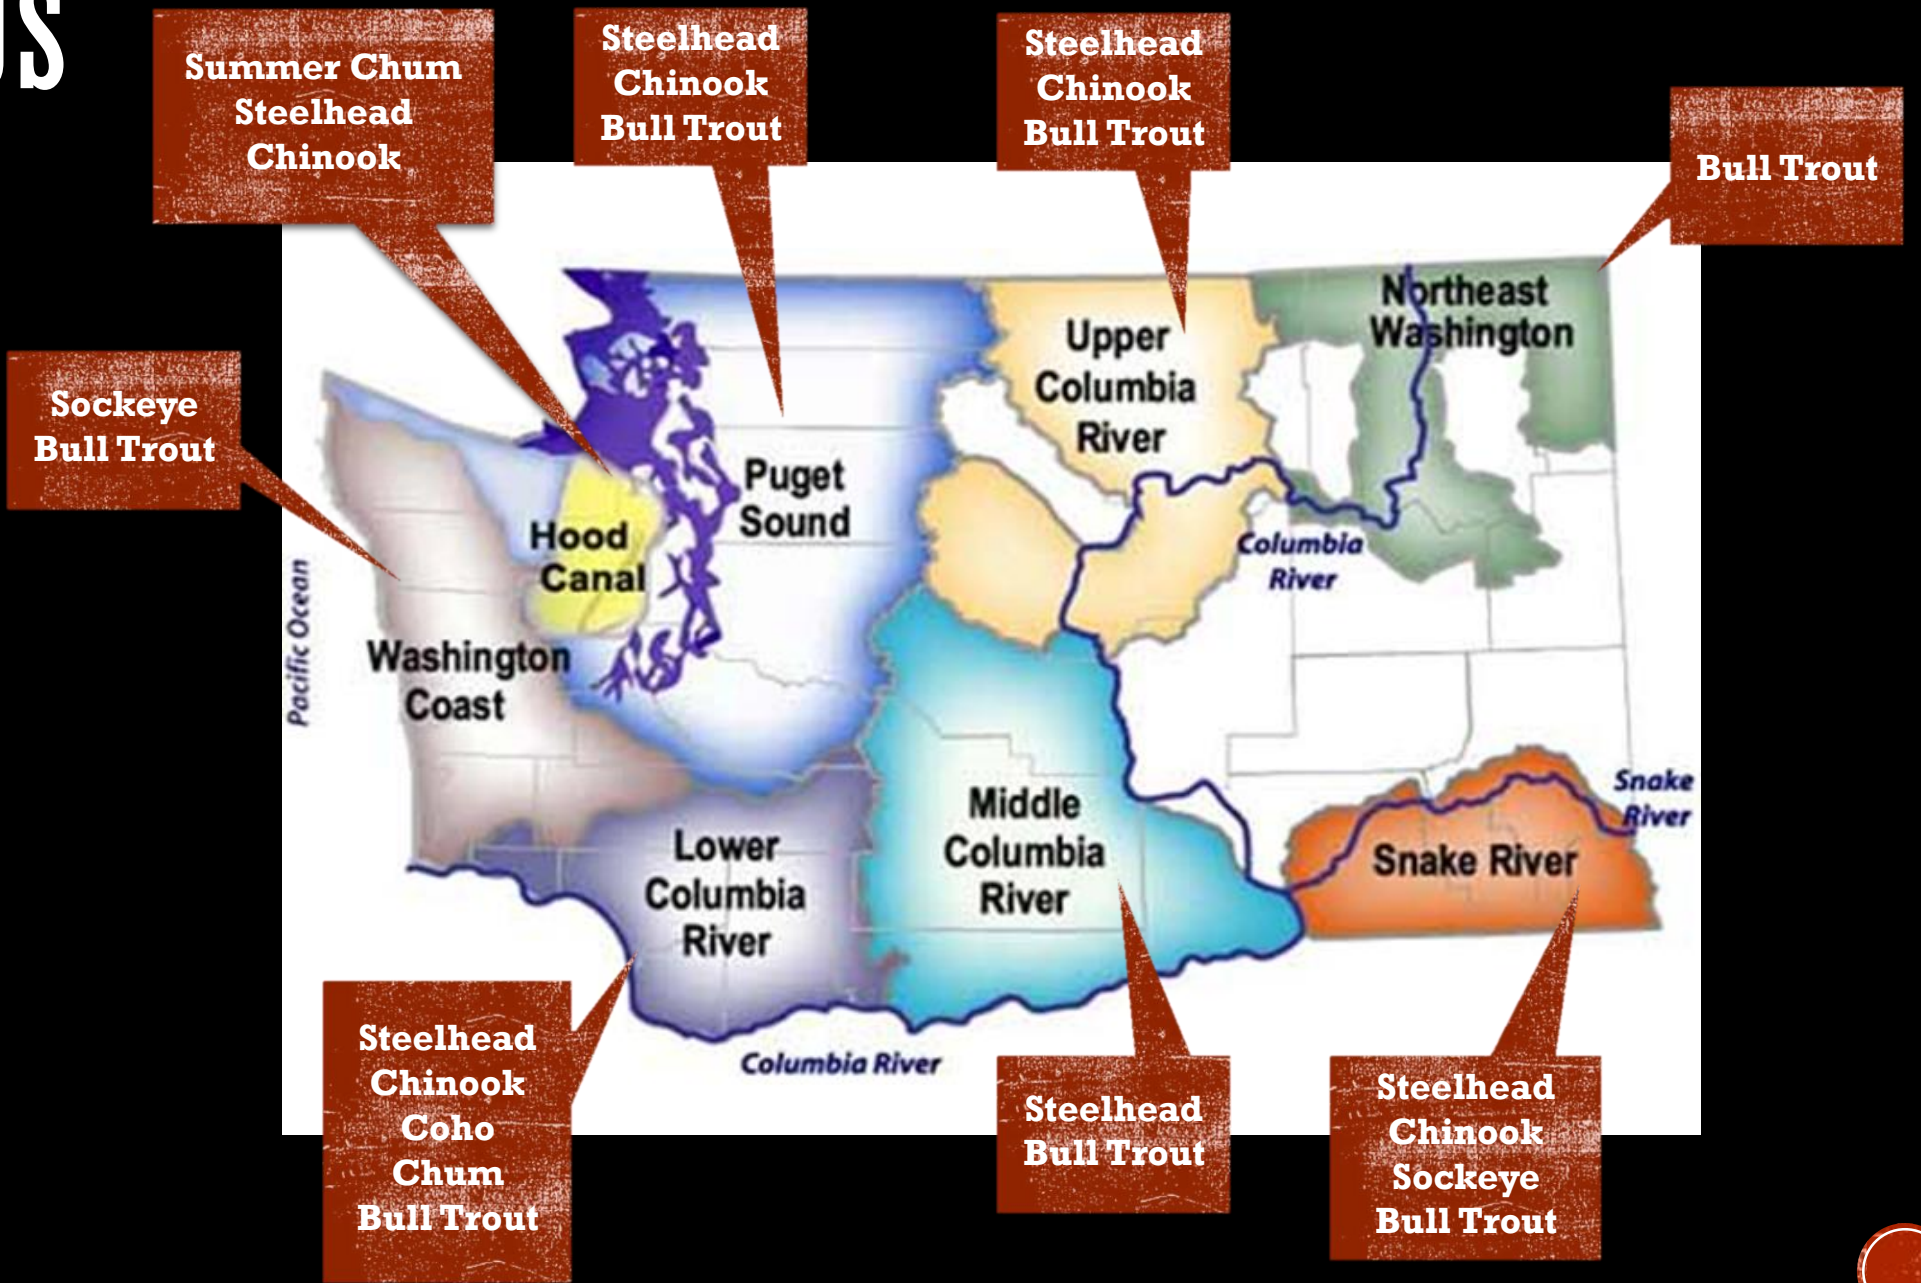 Summer Chum
Steelhead
Chinook
Steelhead
Chinook
Bull Trout
Steelhead
Chinook
Bull Trout
Bull Trout
Sockeye
Bull Trout
Northeast
Washington
Upper
Columbia
River
Puget
Sound
Hood
Canal
Columbia
River
Pacific Ocean
Washington
Coast
Middle
Columbia
River
Lower
Columbia
River
Snake
River
Snake River
Columbia River
Steelhead
Chinook
Coho
Chum
Bull Trout
Steelhead
Bull Trout
Steelhead
Chinook
Sockeye
Bull Trout